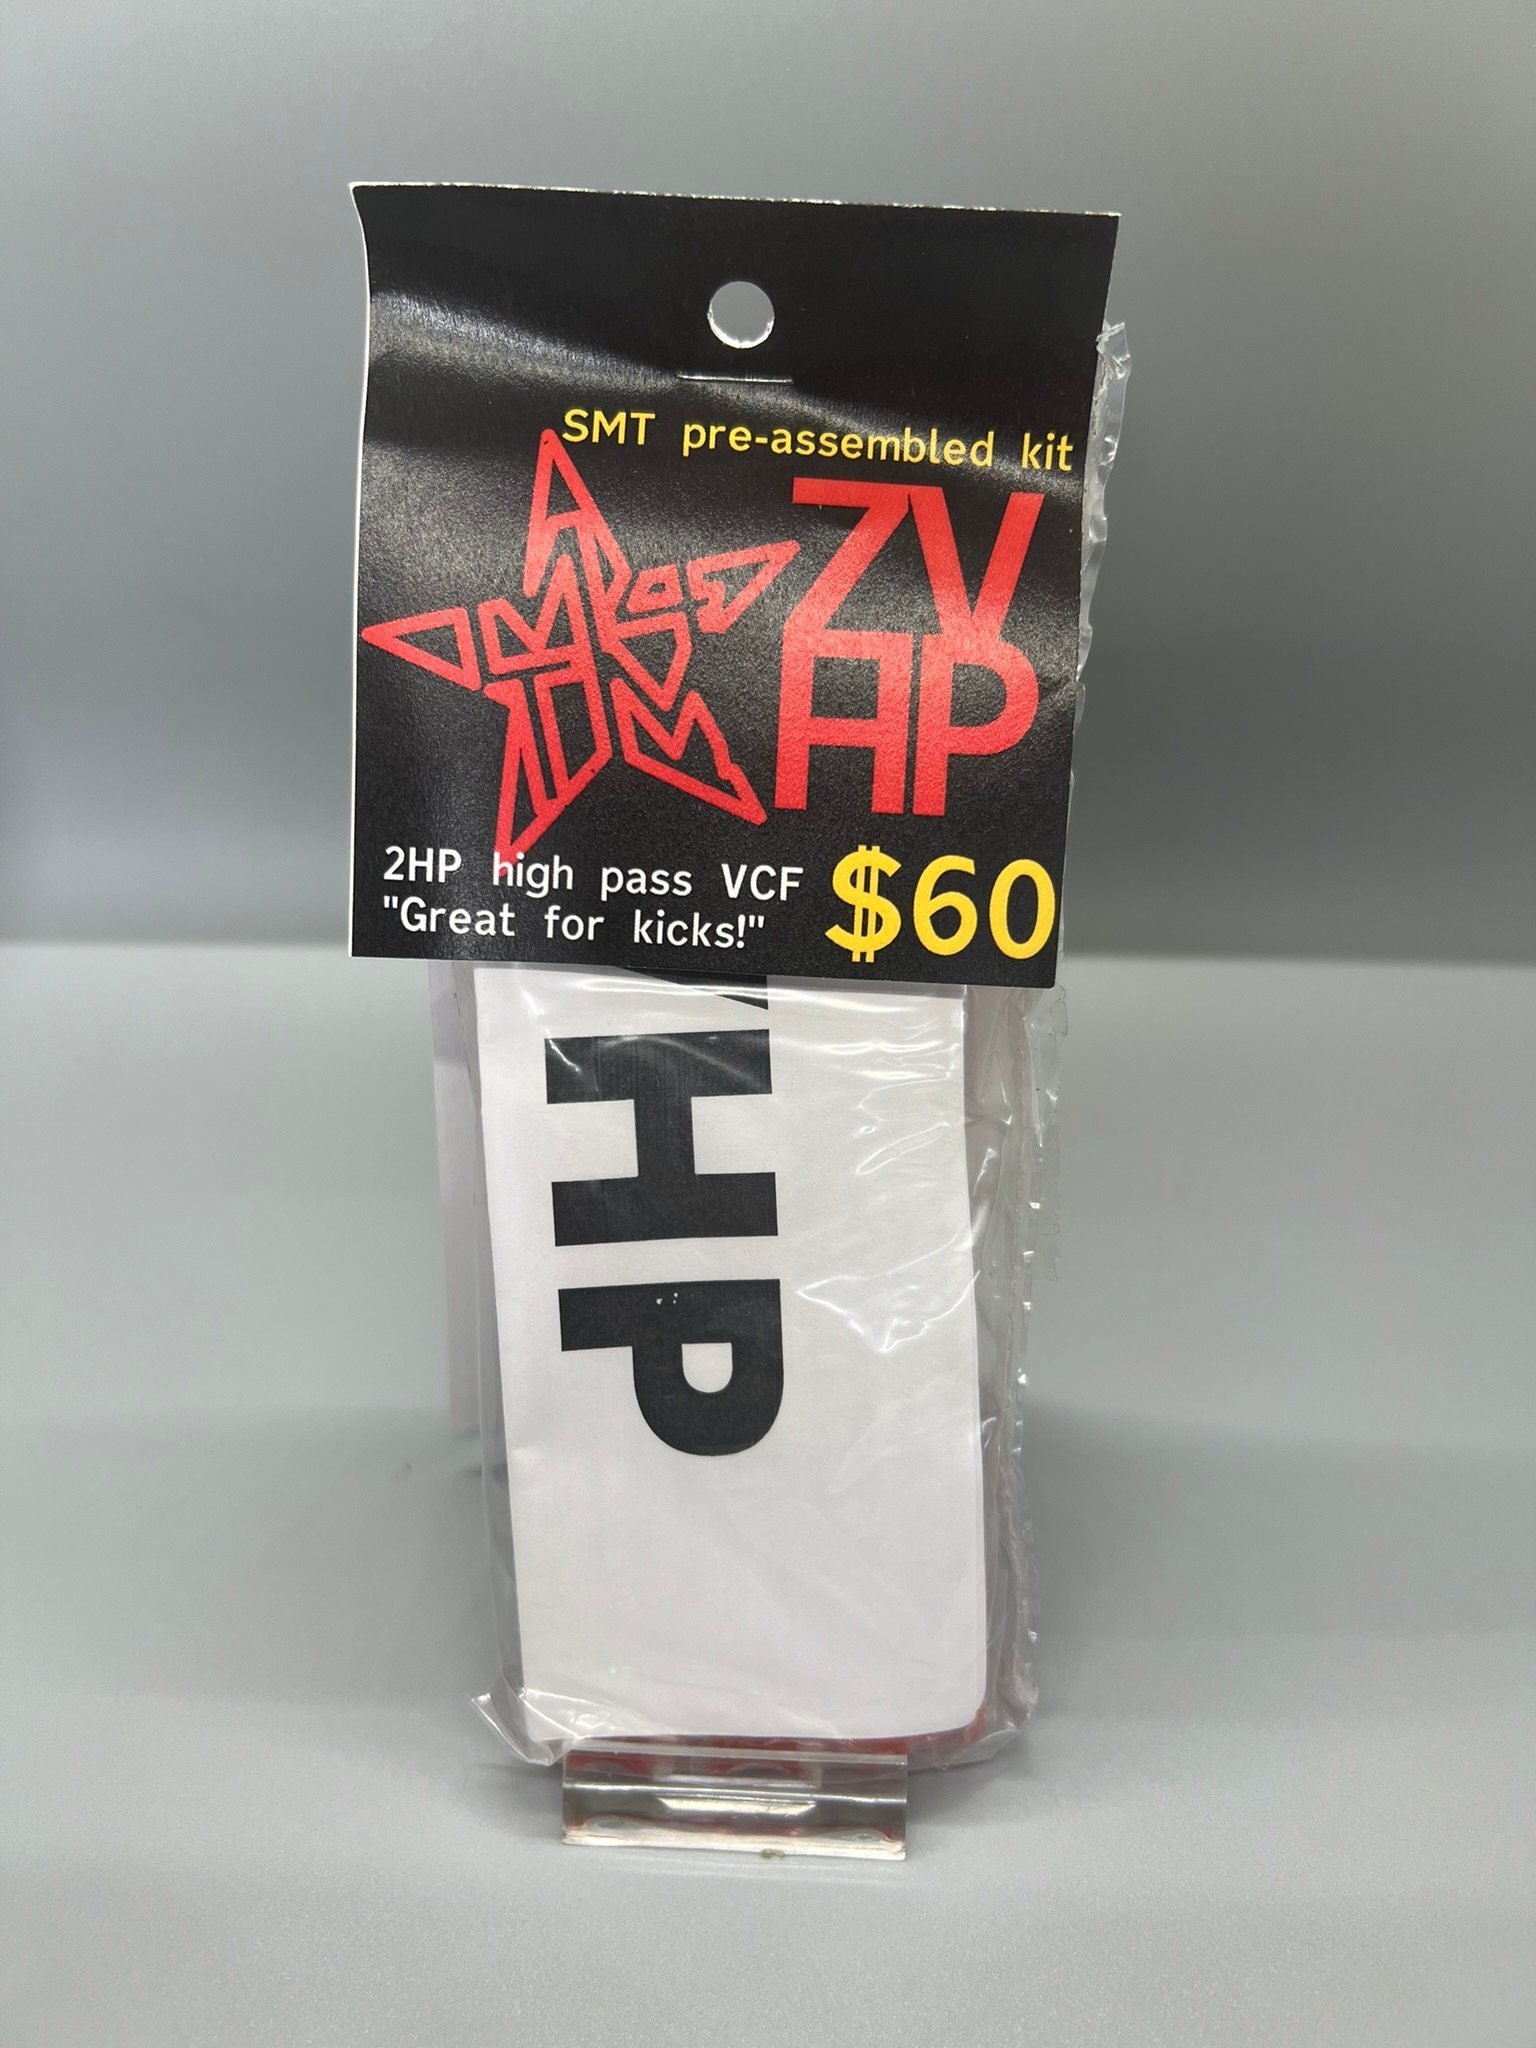 SMT pre-assembled kit
ZV
HP
2HP high pass VCF
"Great for kicks!"
$60
HP